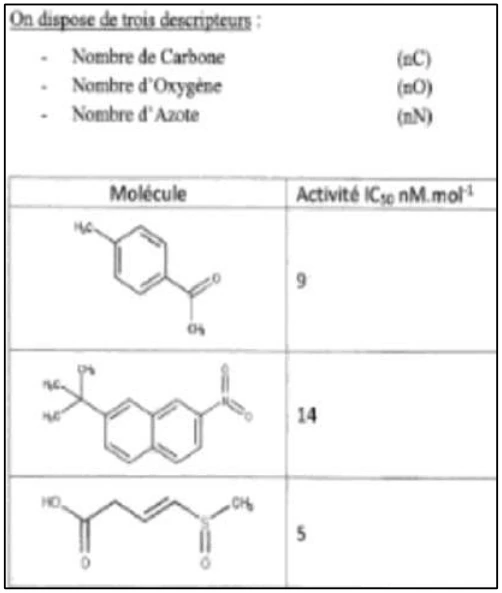 On dispose de trois descripteurs :
- Nombre de Carbone (nC)
- Nombre d'Oxygène (nO)
- Nombre d'Azote (nN)
Molécule Activité IC50 nM.mol-1
H3C
O
CH3
9
CH3
H3C
H3C
N
O
O
14
HO
O
S
O
CH3
5